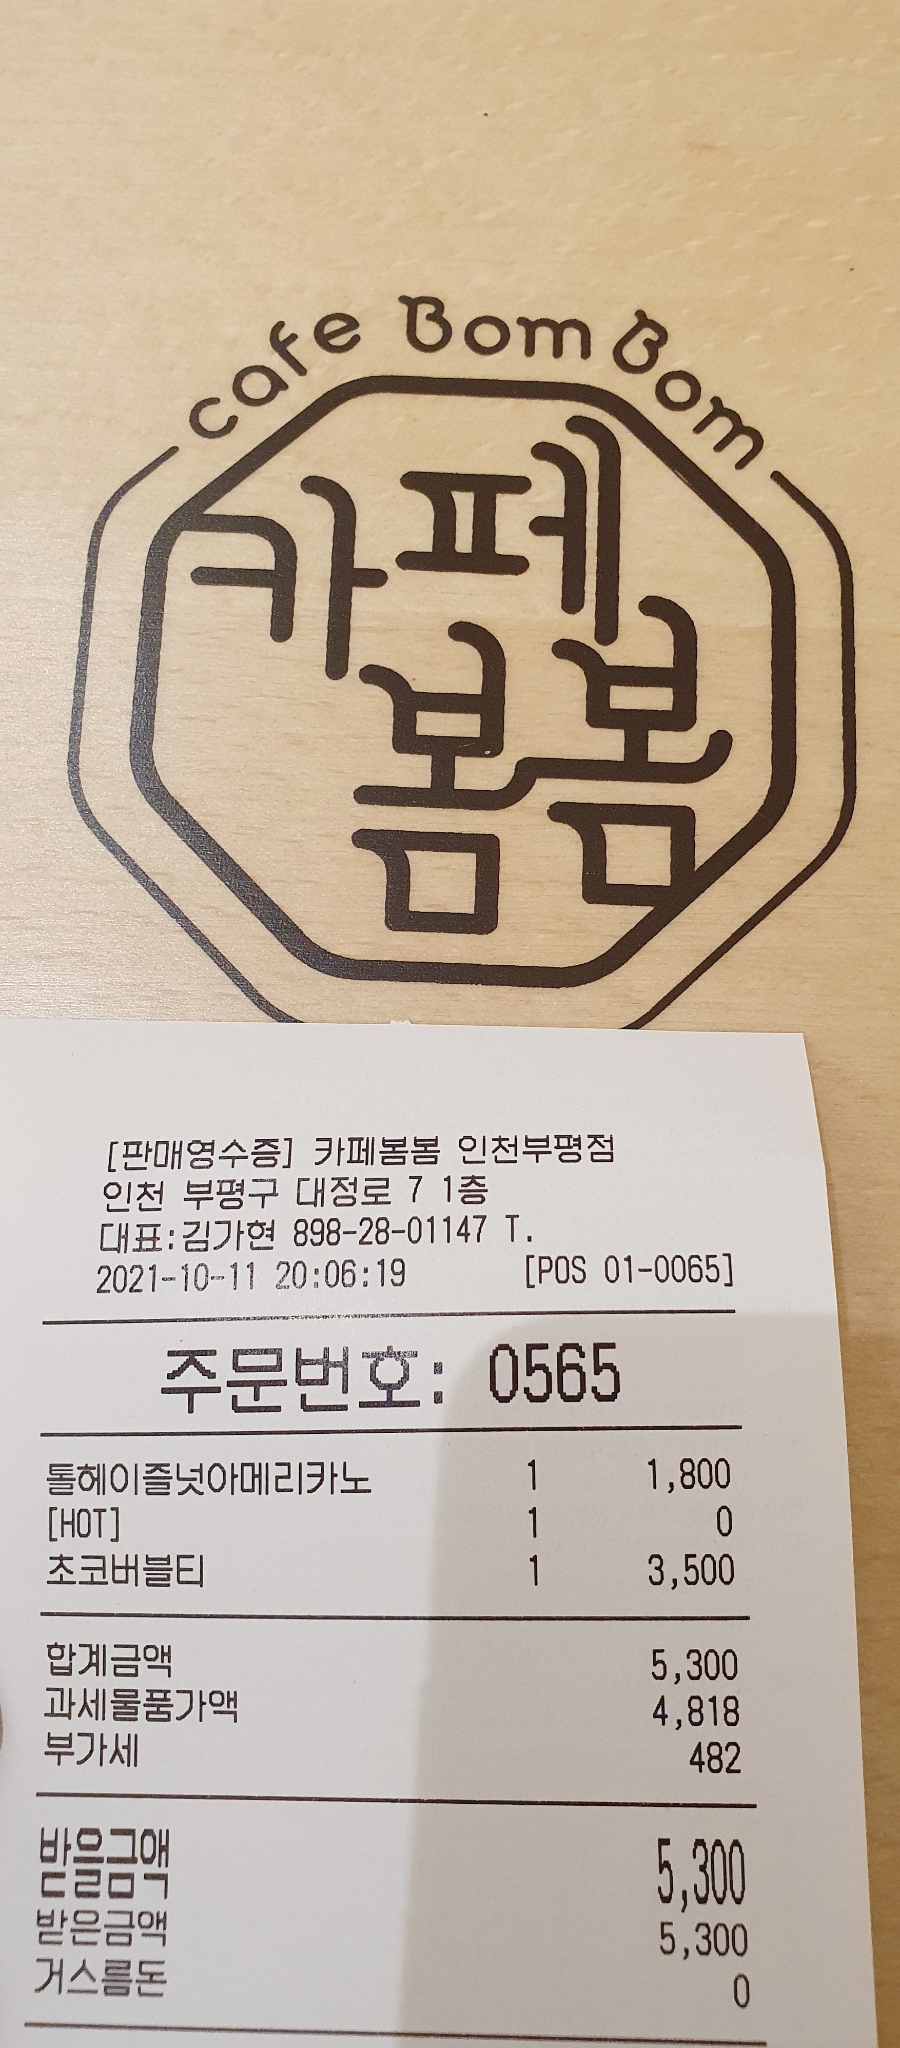 cafe Bom Bom
카페
봄봄
[판매영수증] 카페봄봄 인천부평점
인천 부평구 대정로 7 1층
대표:김가현 898-28-01147 T.
2021-10-11 20:06:19 [POS 01-0065]
주문번호: 0565
톨헤이즐넛아메리카노 1 1,800
[HOT] 1 0
초코버블티 1 3,500
합계금액 5,300
과세물품가액 4,818
부가세 482
받을금액 5,300
받은금액 5,300
거스름돈 0